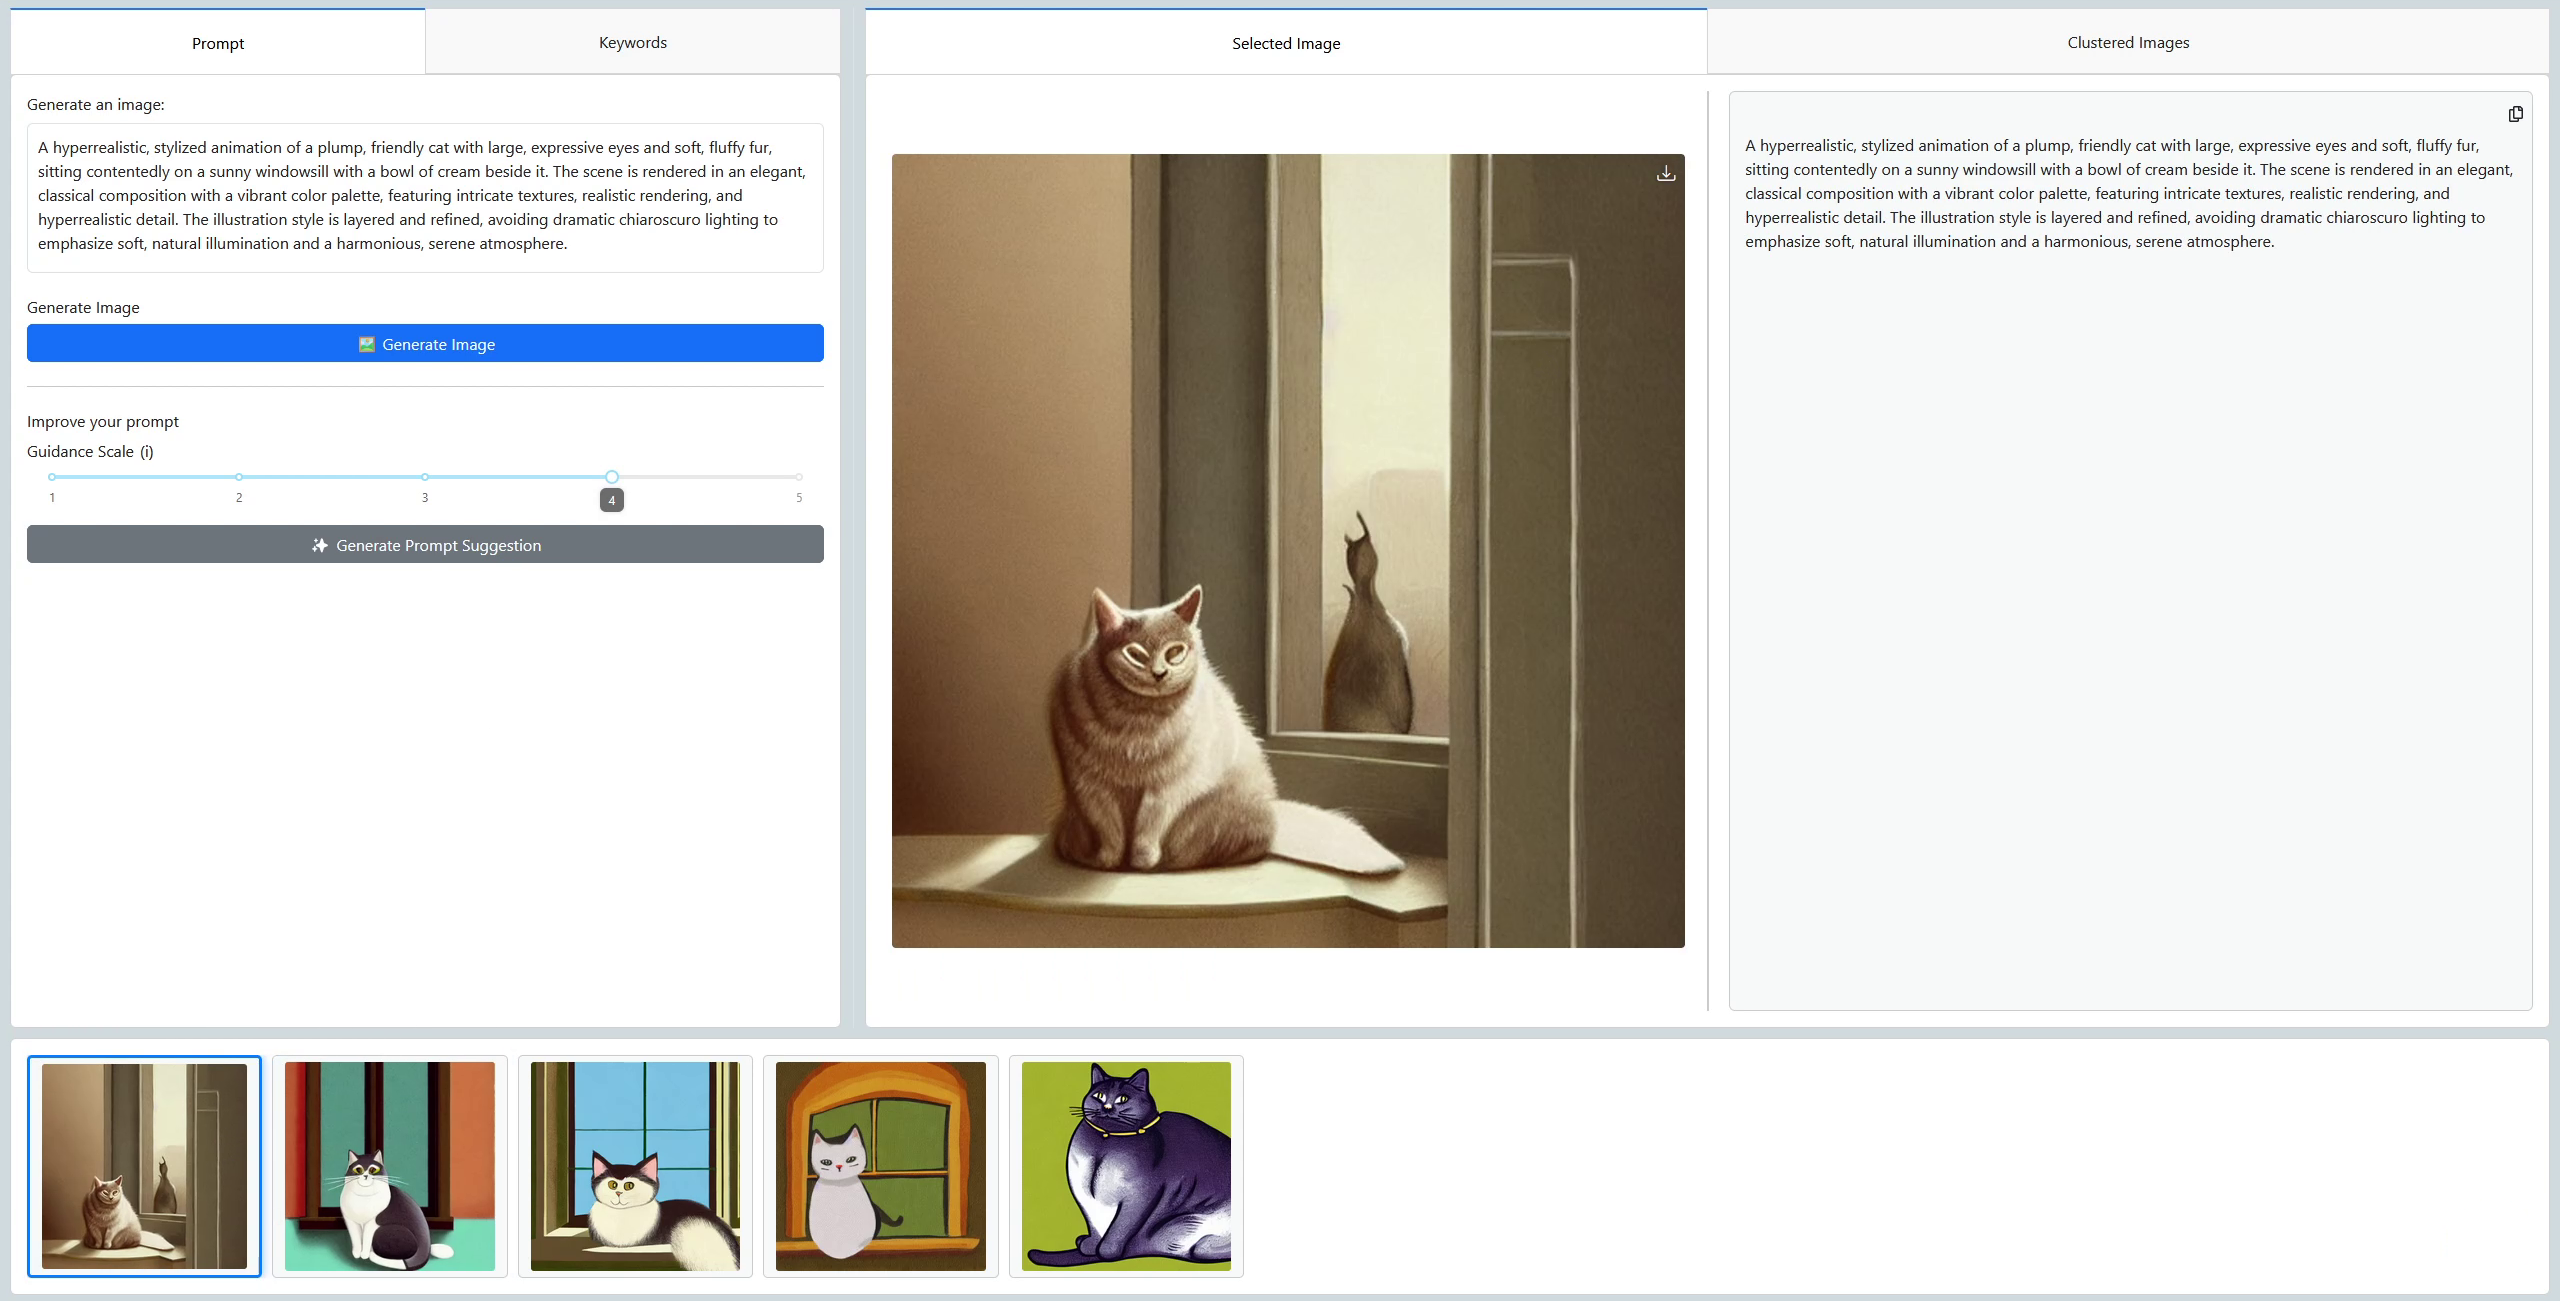 Prompt
Keywords
Generate an image:
A hyperrealistic, stylized animation of a plump, friendly cat with large, expressive eyes and soft, fluffy fur,
sitting contentedly on a sunny windowsill with a bowl of cream beside it. The scene is rendered in an elegant,
classical composition with a vibrant color palette, featuring intricate textures, realistic rendering, and
hyperrealistic detail. The illustration style is layered and refined, avoiding dramatic chiaroscuro lighting to
emphasize soft, natural illumination and a harmonious, serene atmosphere.
Generate Image
Generate Image
Improve your prompt
Guidance Scale (i)
1 2 3 4 5
Generate Prompt Suggestion
Selected Image
Clustered Images
A hyperrealistic, stylized animation of a plump, friendly cat with large, expressive eyes and soft, fluffy fur,
sitting contentedly on a sunny windowsill with a bowl of cream beside it. The scene is rendered in an elegant,
classical composition with a vibrant color palette, featuring intricate textures, realistic rendering, and
hyperrealistic detail. The illustration style is layered and refined, avoiding dramatic chiaroscuro lighting to
emphasize soft, natural illumination and a harmonious, serene atmosphere.